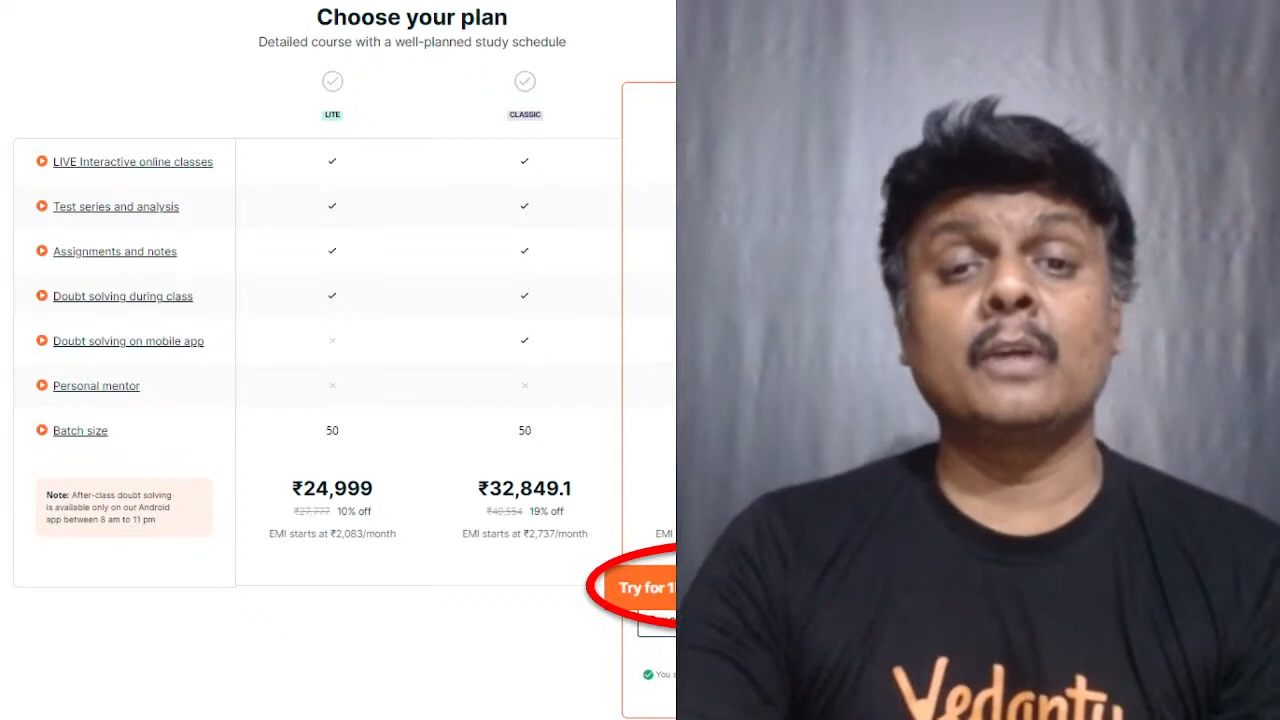 Choose your plan
Detailed course with a well-planned study schedule
LITE
CLASSIC
LIVE Interactive online classes
Test series and analysis
Assignments and notes
Doubt solving during class
Doubt solving on mobile app
Personal mentor
Batch size
50
50
Note: After-class doubt solving
is available only on our Android
app between 8 am to 11 pm
₹24,999
₹27,777 10% off
EMI starts at ₹2,083/month
₹32,849.1
₹40,554 19% off
EMI starts at ₹2,737/month
EMI
Try for
You
Vedantu